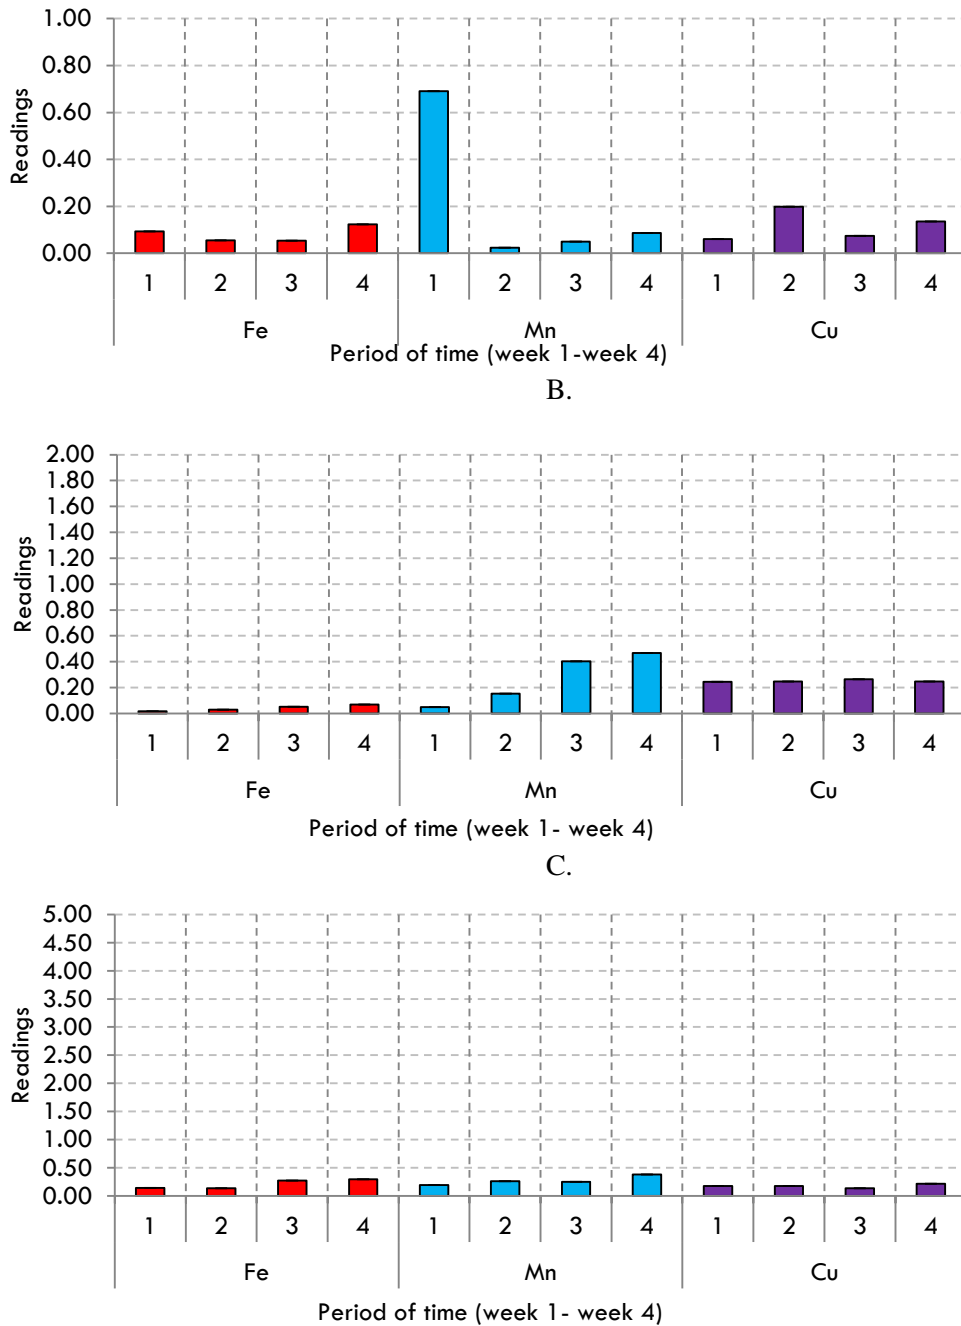 1.00
0.80
0.60
0.40
0.20
0.00
Readings
1 2 3 4 1 2 3 4 1 2 3 4
Fe Mn Cu
Period of time (week 1-week 4)
B.
2.00
1.80
1.60
1.40
1.20
1.00
0.80
0.60
0.40
0.20
0.00
Readings
1 2 3 4 1 2 3 4 1 2 3 4
Fe Mn Cu
Period of time (week 1- week 4)
C.
5.00
4.50
4.00
3.50
3.00
2.50
2.00
1.50
1.00
0.50
0.00
Readings
1 2 3 4 1 2 3 4 1 2 3 4
Fe Mn Cu
Period of time (week 1- week 4)